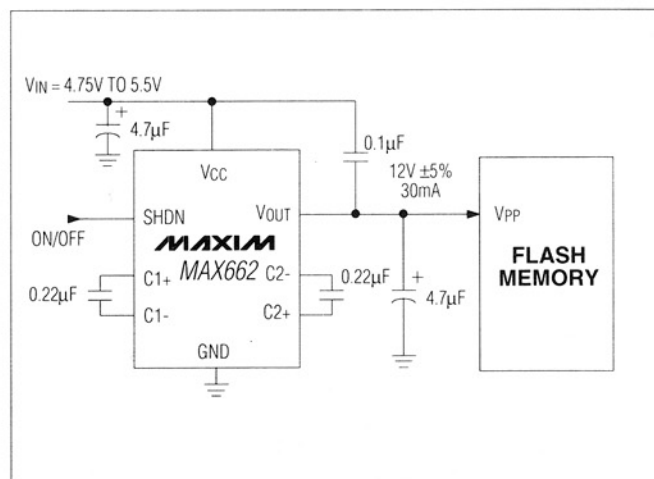 VIN = 4.75V TO 5.5V
+
4.7µF
0.1µF
12V ±5%
30mA
VCC
SHDN
VOUT
VPP
ON/OFF
MAXIM
MAX662
FLASH
MEMORY
C1+
C2-
0.22µF
0.22µF
+
4.7µF
C1-
C2+
GND